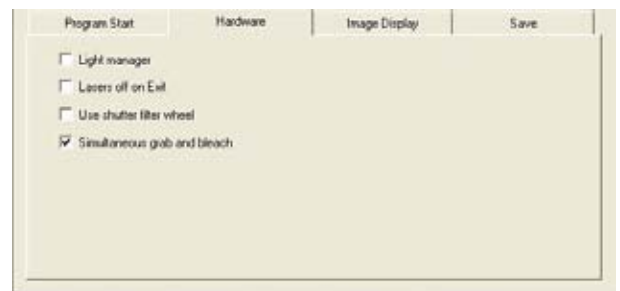 Program Start Hardware Image Display Save
Light manager
Lasers off on Exit
Use shutter filter wheel
Simultaneous grab and bleach